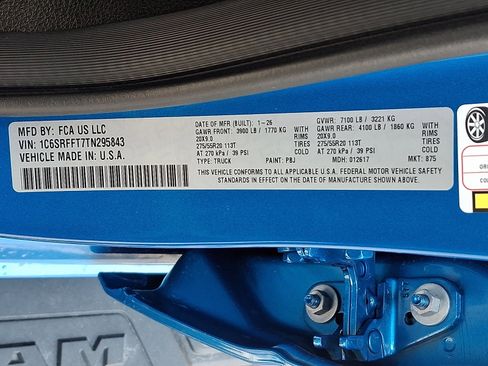 MFD BY: FCA US LLC
VIN: 1C6SRFFT7TN295843
VEHICLE MADE IN: U.S.A.
DATE OF MFR (BUILT): 1-26 GVWR: 7100 LB / 3221 KG
GAWR FRONT: 3900 LB / 1770 KG WITH GAWR REAR: 4100 LB / 1860 KG WITH
20X9.0 RIMS 20X9.0 RIMS
275/55R20 113T TIRES 275/55R20 113T TIRES
AT 270 kPa / 39 PSI COLD AT 270 kPa / 39 PSI COLD
TYPE: TRUCK PAINT: PBJ MDH: 012617 MKT: 875
THIS VEHICLE CONFORMS TO ALL APPLICABLE U.S.A. FEDERAL MOTOR VEHICLE SAFETY
STANDARDS IN EFFECT ON THE DATE OF MANUFACTURE SHOWN ABOVE.
AM